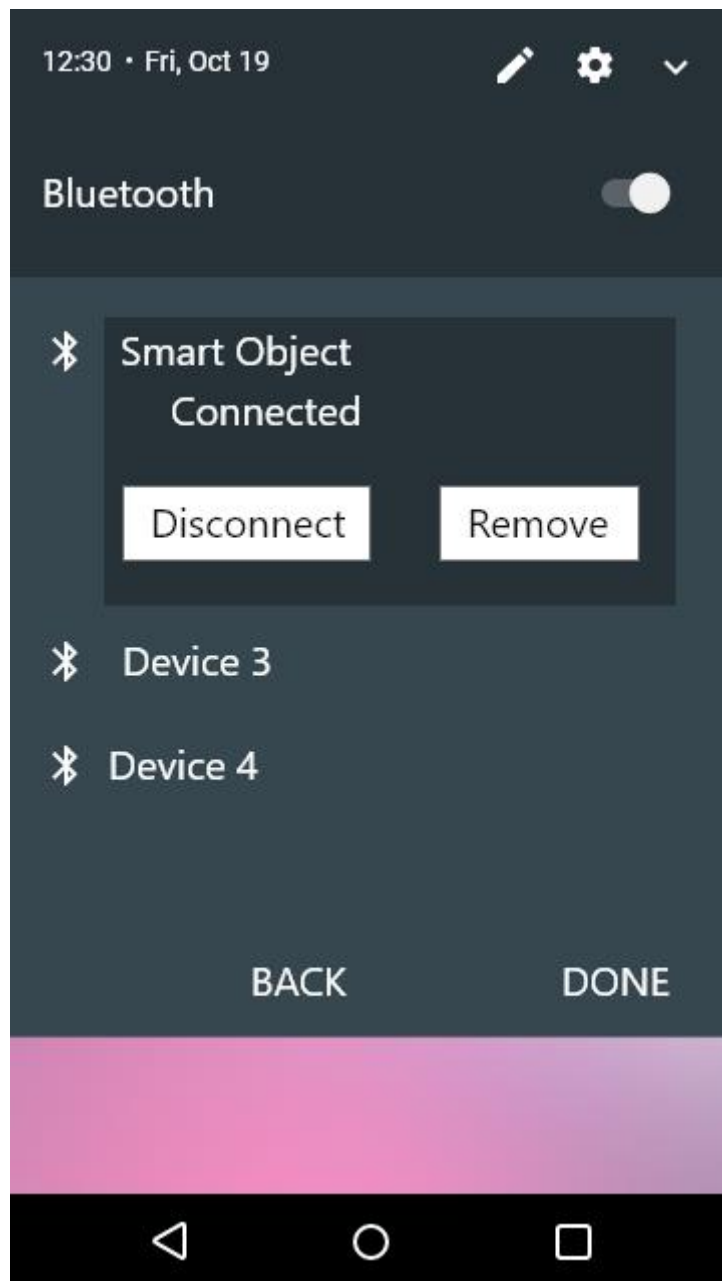 12:30 • Fri, Oct 19
Bluetooth
Smart Object
Connected
Disconnect Remove
Device 3
Device 4
BACK DONE